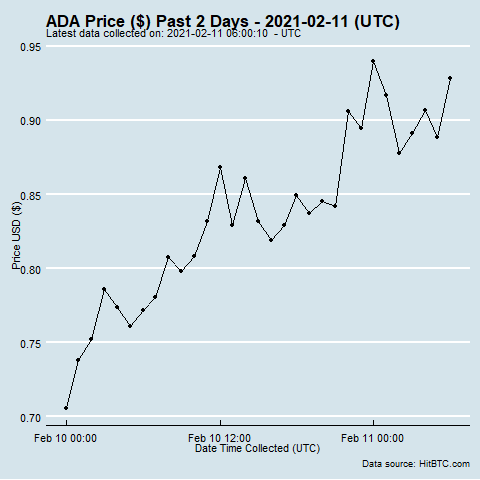 ADA Price ($) Past 2 Days - 2021-02-11 (UTC)
Latest data collected on: 2021-02-11 06:00:10  - UTC
0.95
0.90
0.85
0.80
0.75
0.70
Price USD ($)
Feb 10 00:00
Feb 10 12:00
Feb 11 00:00
Date Time Collected (UTC)
Data source: HitBTC.com